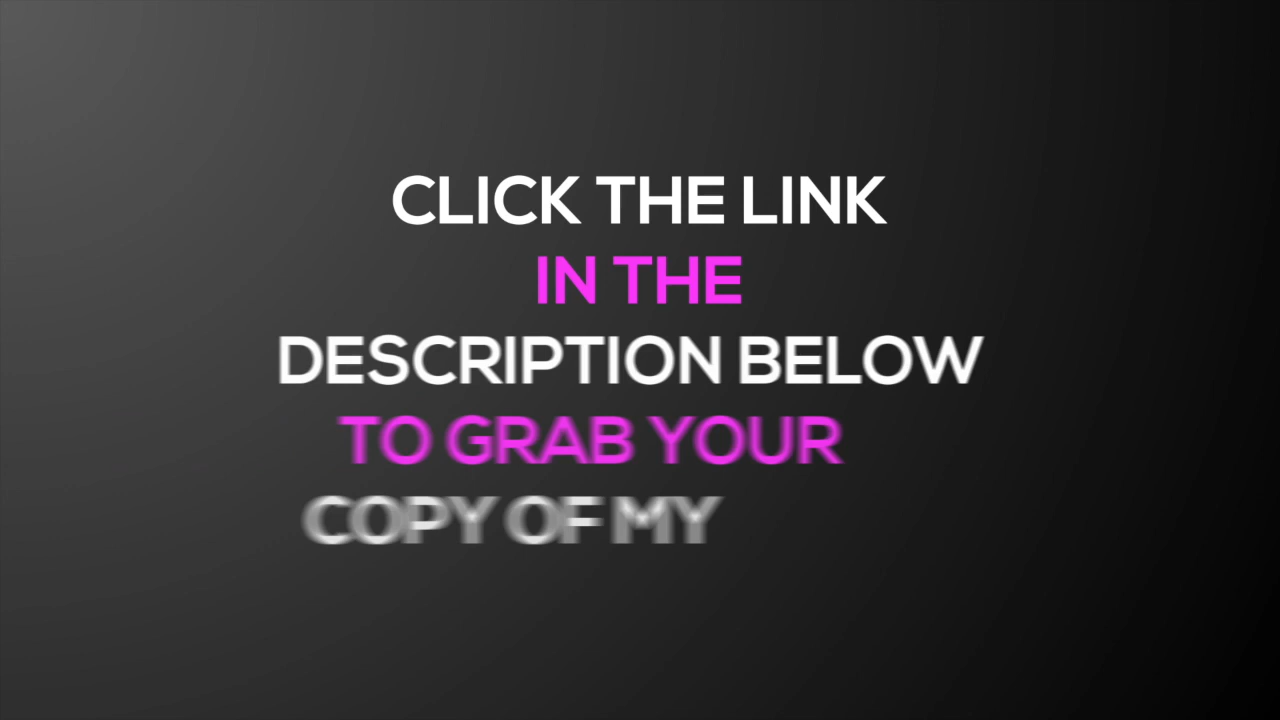 CLICK THE LINK
IN THE
DESCRIPTION BELOW
TO GRAB YOUR
COPY OF MY